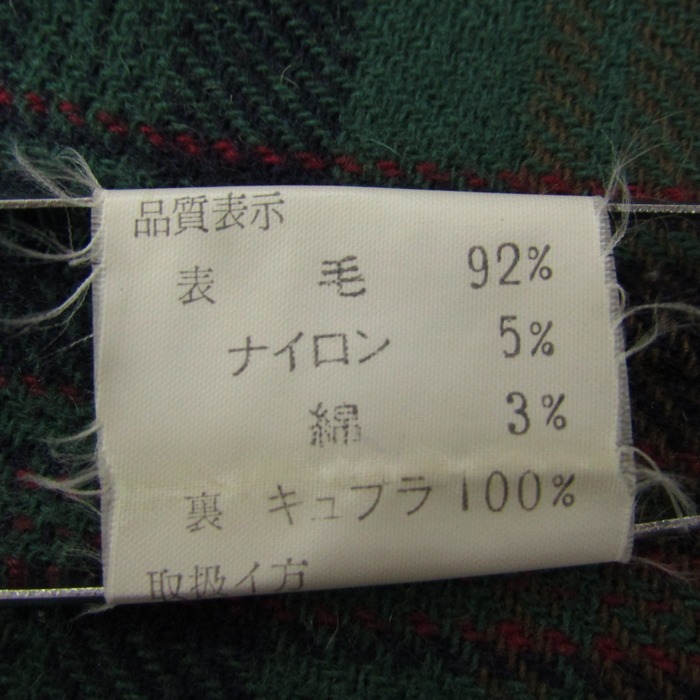 品質表示
表 毛 92%
ナイロン 5%
綿 3%
裏 キュプラ 100%
取扱イ方